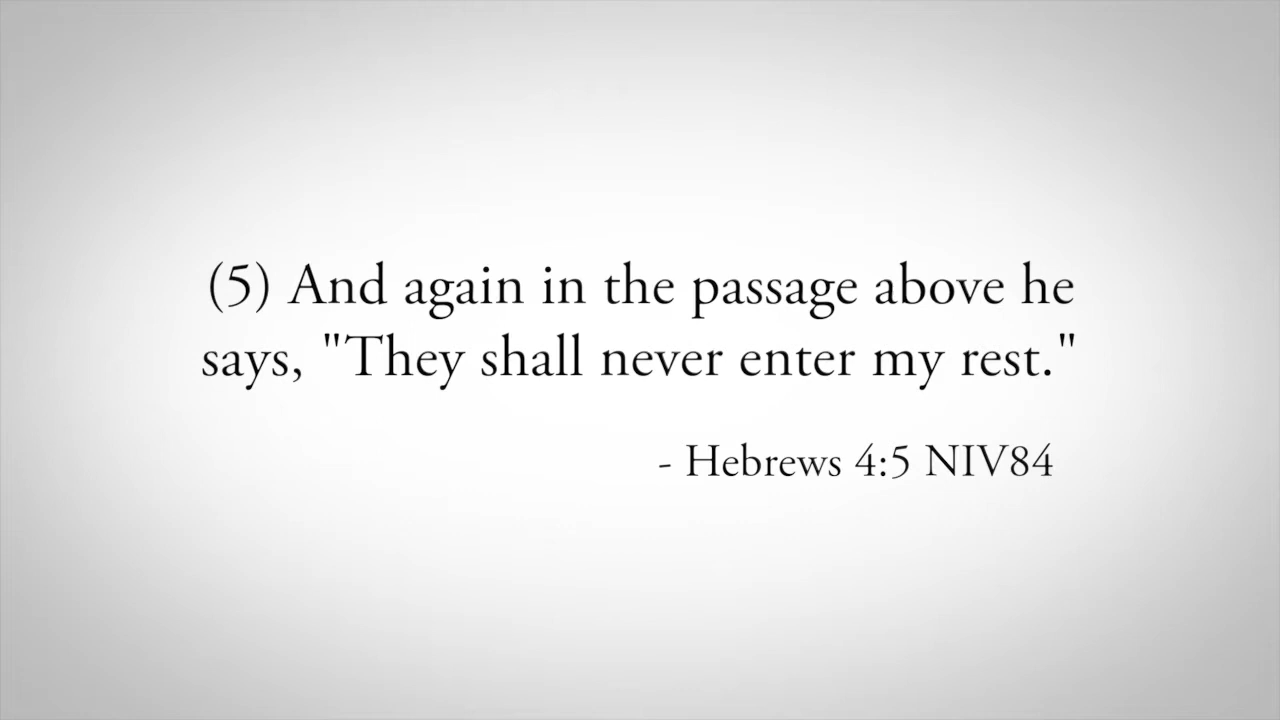 (5) And again in the passage above he
says, "They shall never enter my rest."
- Hebrews 4:5 NIV84